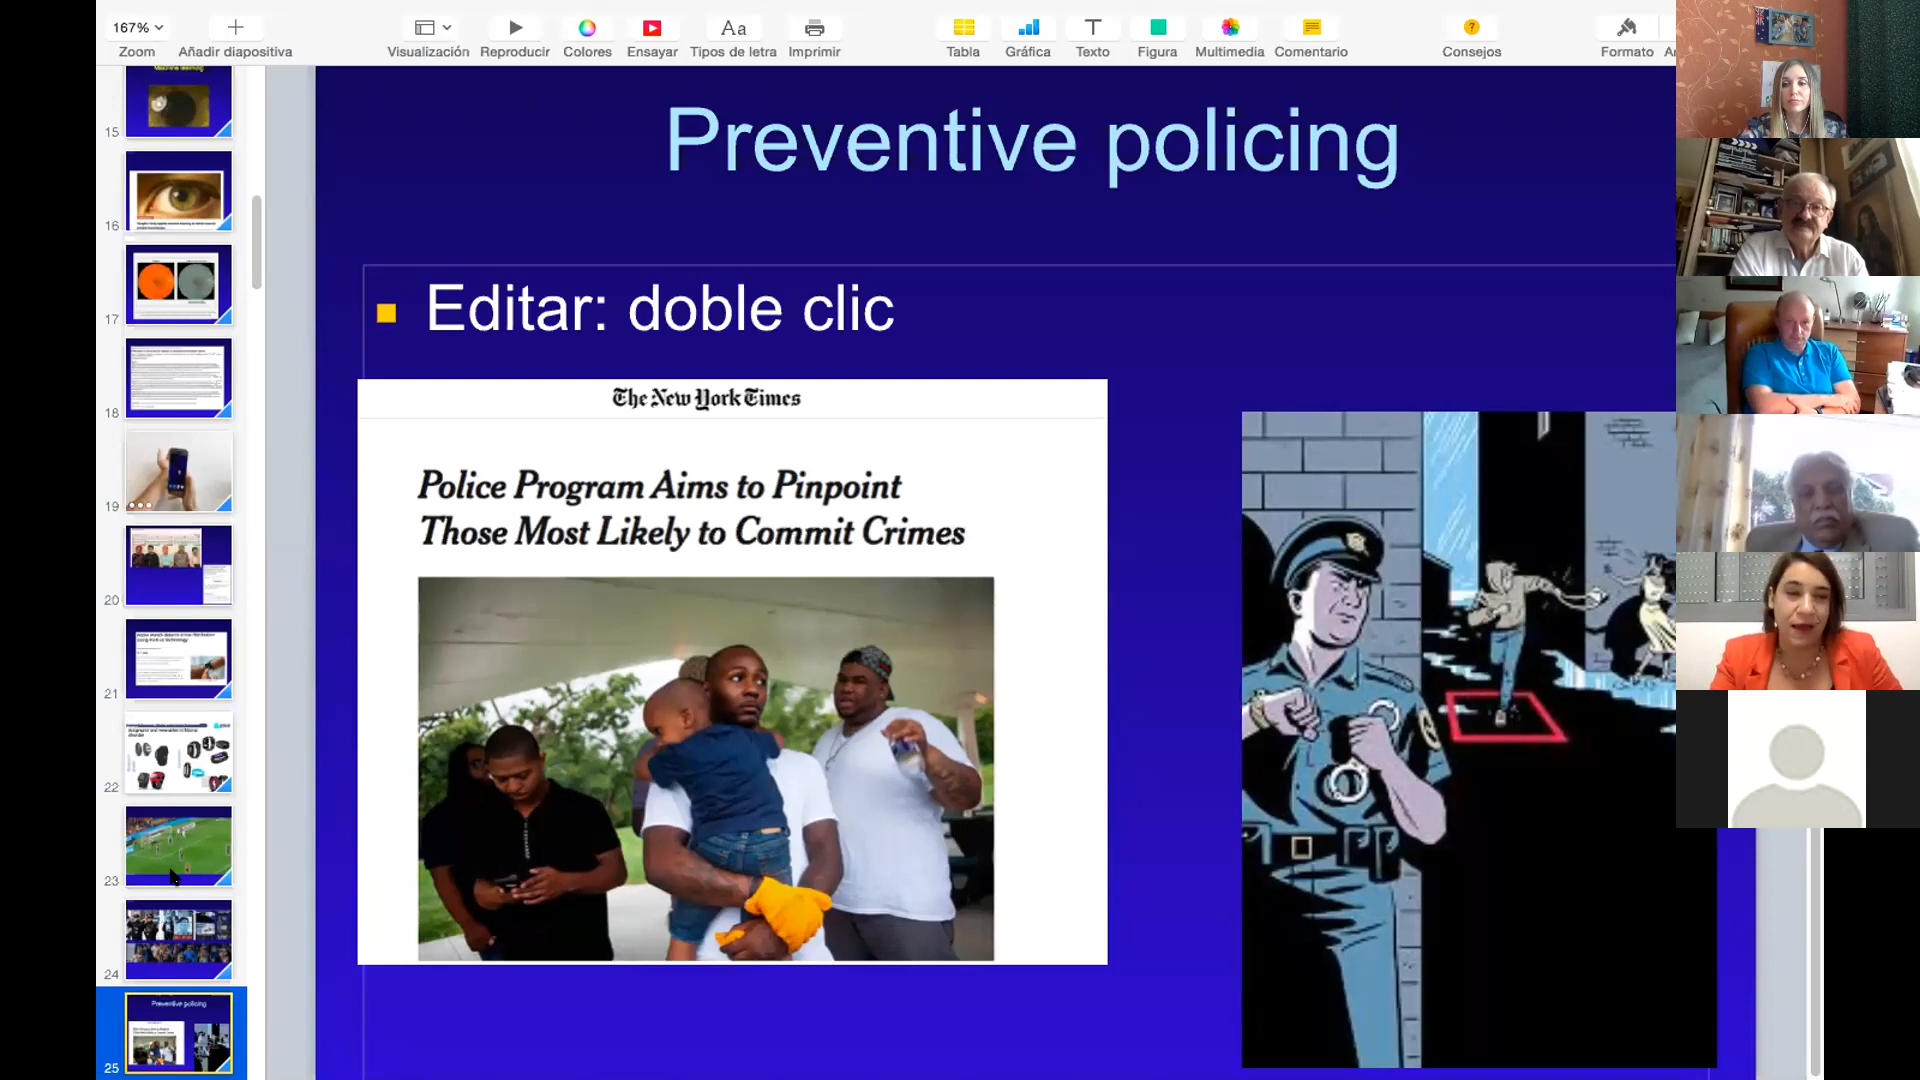 167%
Zoom
Añadir diapositiva
Visualización
Reproducir
Colores
Ensayar
Aa
Tipos de letra
Imprimir
Tabla
Gráfica
T
Texto
Figura
Multimedia
Comentario
?
Consejos
Formato
15
16
17
18
19
20
21
22
23
24
Preventive policing
25
Preventive policing
Editar: doble clic
The New York Times
Police Program Aims to Pinpoint
Those Most Likely to Commit Crimes